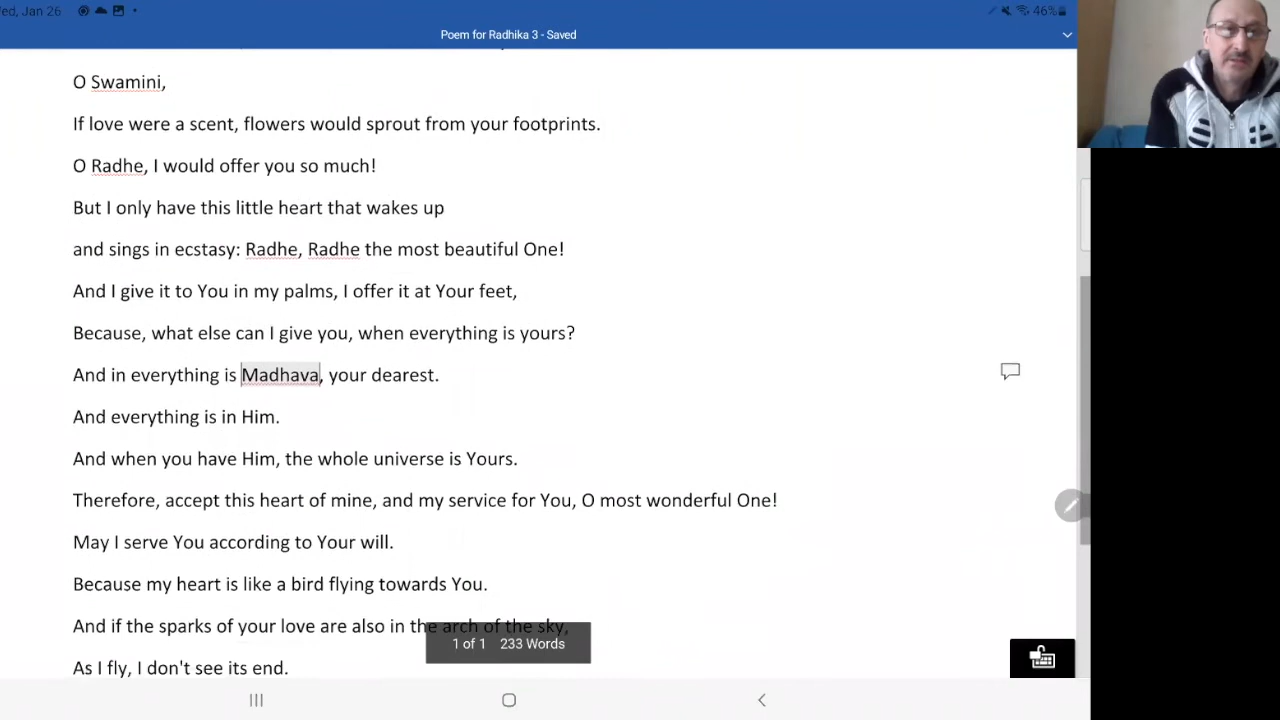 Wed, Jan 26
46%
Poem for Radhika 3 - Saved
O Swamini,
If love were a scent, flowers would sprout from your footprints.
O Radhe, I would offer you so much!
But I only have this little heart that wakes up
and sings in ecstasy: Radhe, Radhe the most beautiful One!
And I give it to You in my palms, I offer it at Your feet,
Because, what else can I give you, when everything is yours?
And in everything is Madhava, your dearest.
And everything is in Him.
And when you have Him, the whole universe is Yours.
Therefore, accept this heart of mine, and my service for You, O most wonderful One!
May I serve You according to Your will.
Because my heart is like a bird flying towards You.
And if the sparks of your love are also in the arch of the sky,
1 of 1 233 Words
As I fly, I don't see its end.